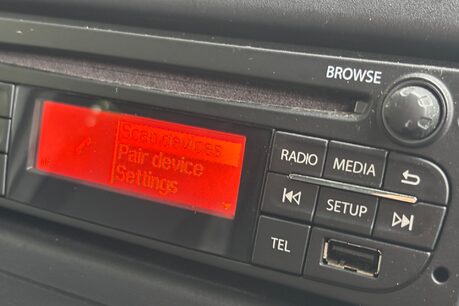 BROWSE
Scan devices
Pair device
Settings
RADIO
MEDIA
SETUP
TEL